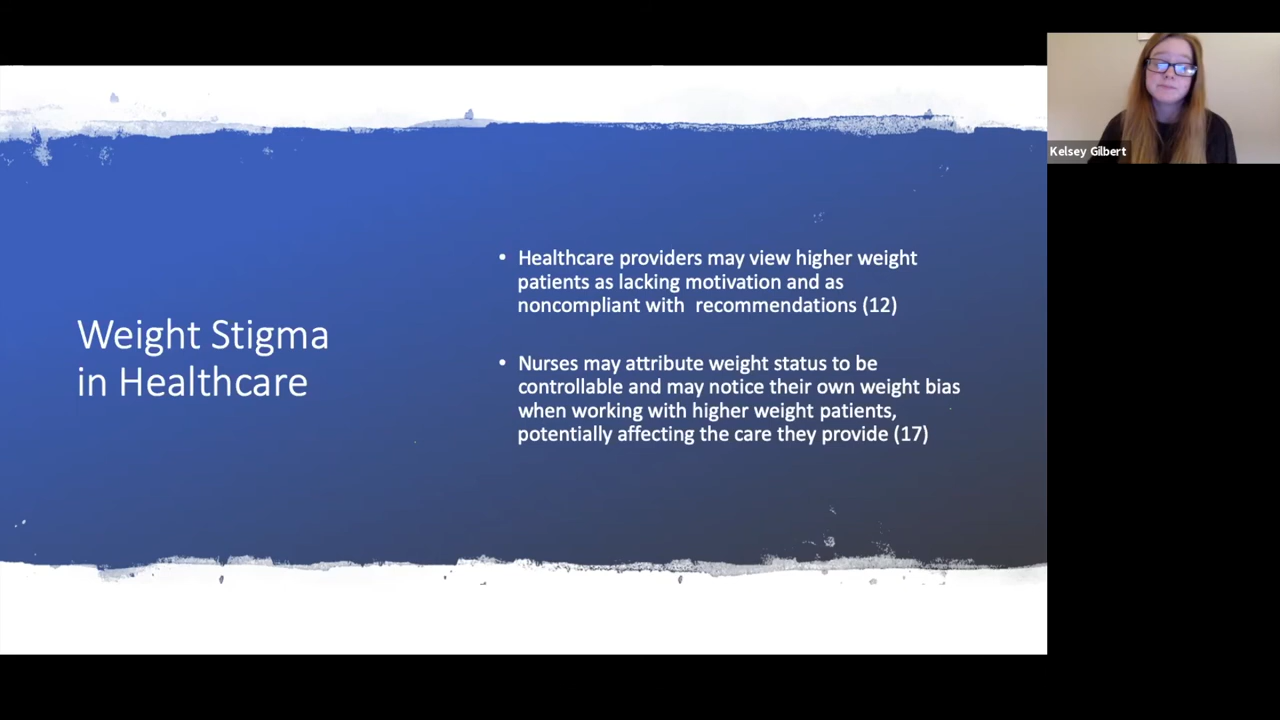 Weight Stigma
in Healthcare
• Healthcare providers may view higher weight
patients as lacking motivation and as
noncompliant with  recommendations (12)
• Nurses may attribute weight status to be
controllable and may notice their own weight bias
when working with higher weight patients,
potentially affecting the care they provide (17)
Kelsey Gilbert